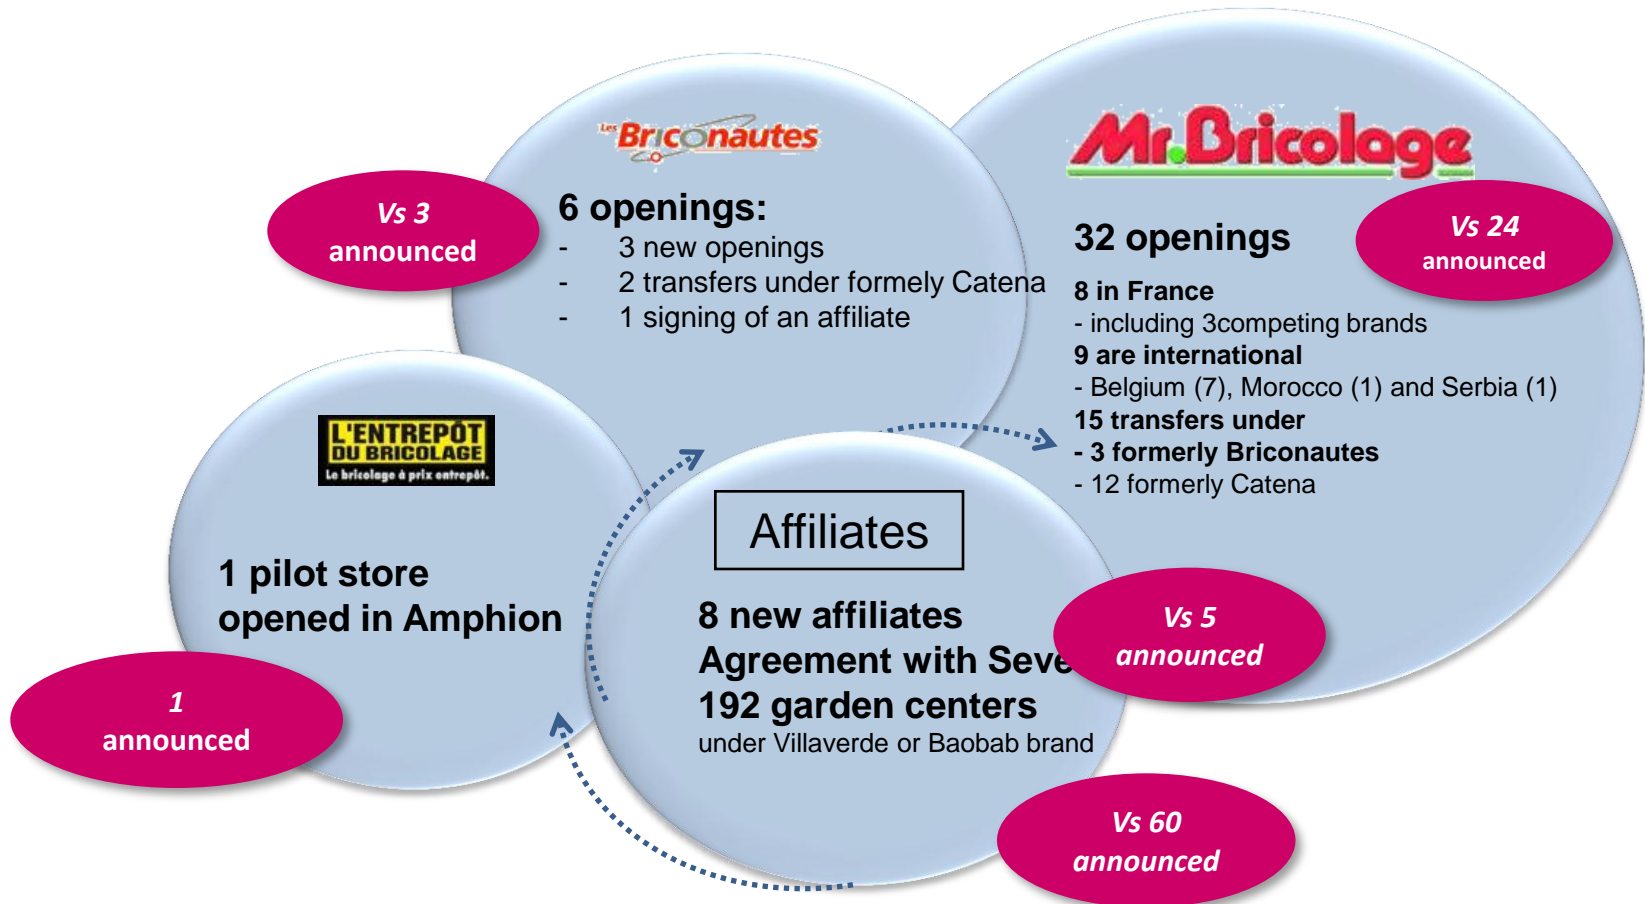 Les Briconautes
Vs 3
announced
6 openings:
- 3 new openings
- 2 transfers under formely Catena
- 1 signing of an affiliate
Mr.Bricolage
Vs 24
announced
32 openings
8 in France
- including 3competing brands
9 are international
- Belgium (7), Morocco (1) and Serbia (1)
15 transfers under
- 3 formerly Briconautes
- 12 formerly Catena
L'ENTREPÔT
DU BRICOLAGE
Le bricolage à prix entrepôt.
1 pilot store
opened in Amphion
1
announced
Affiliates
8 new affiliates
Agreement with Seve
192 garden centers
under Villaverde or Baobab brand
Vs 5
announced
Vs 60
announced